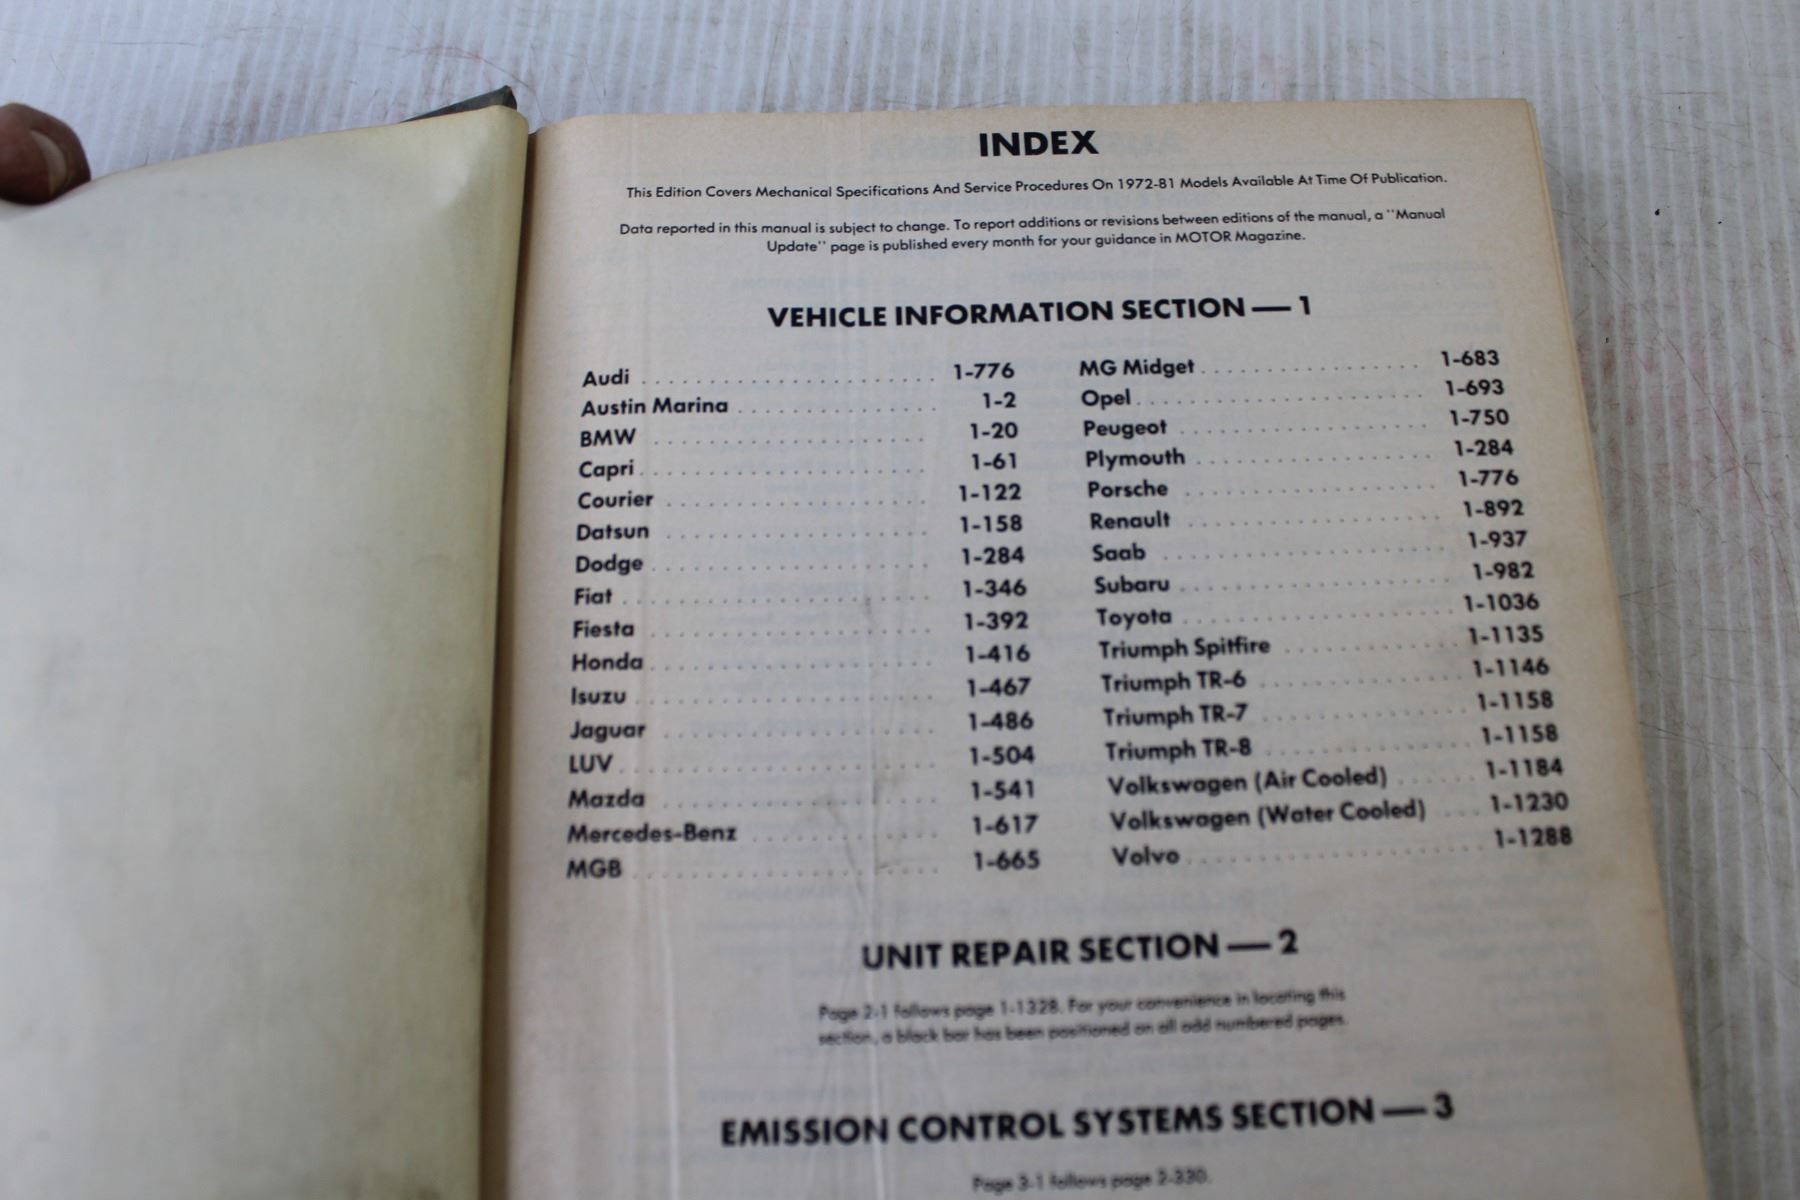 INDEX
This Edition Covers Mechanical Specifications And Service Procedures On 1972-81 Models Available At Time Of Publication.
Data reported in this manual is subject to change. To report additions or revisions between editions of the manual, a "Manual
Update" page is published every month for your guidance in MOTOR Magazine.
VEHICLE INFORMATION SECTION — 1
Audi 1-776
Austin Marina 1-2
BMW 1-20
Capri 1-61
Courier 1-122
Datsun 1-158
Dodge 1-284
Fiat 1-346
Fiesta 1-392
Honda 1-416
Isuzu 1-467
Jaguar 1-486
LUV 1-504
Mazda 1-541
Mercedes-Benz 1-617
MGB 1-665
MG Midget 1-683
Opel 1-693
Peugeot 1-750
Plymouth 1-284
Porsche 1-776
Renault 1-892
Saab 1-937
Subaru 1-982
Toyota 1-1036
Triumph Spitfire 1-1135
Triumph TR-6 1-1146
Triumph TR-7 1-1158
Triumph TR-8 1-1158
Volkswagen (Air Cooled) 1-1184
Volkswagen (Water Cooled) 1-1230
Volvo 1-1288
UNIT REPAIR SECTION — 2
Page 2-1 follows page 1-1328. For your convenience in locating this
section, a black bar has been positioned on all odd numbered pages.
EMISSION CONTROL SYSTEMS SECTION — 3
Page 3-1 follows page 2-330.